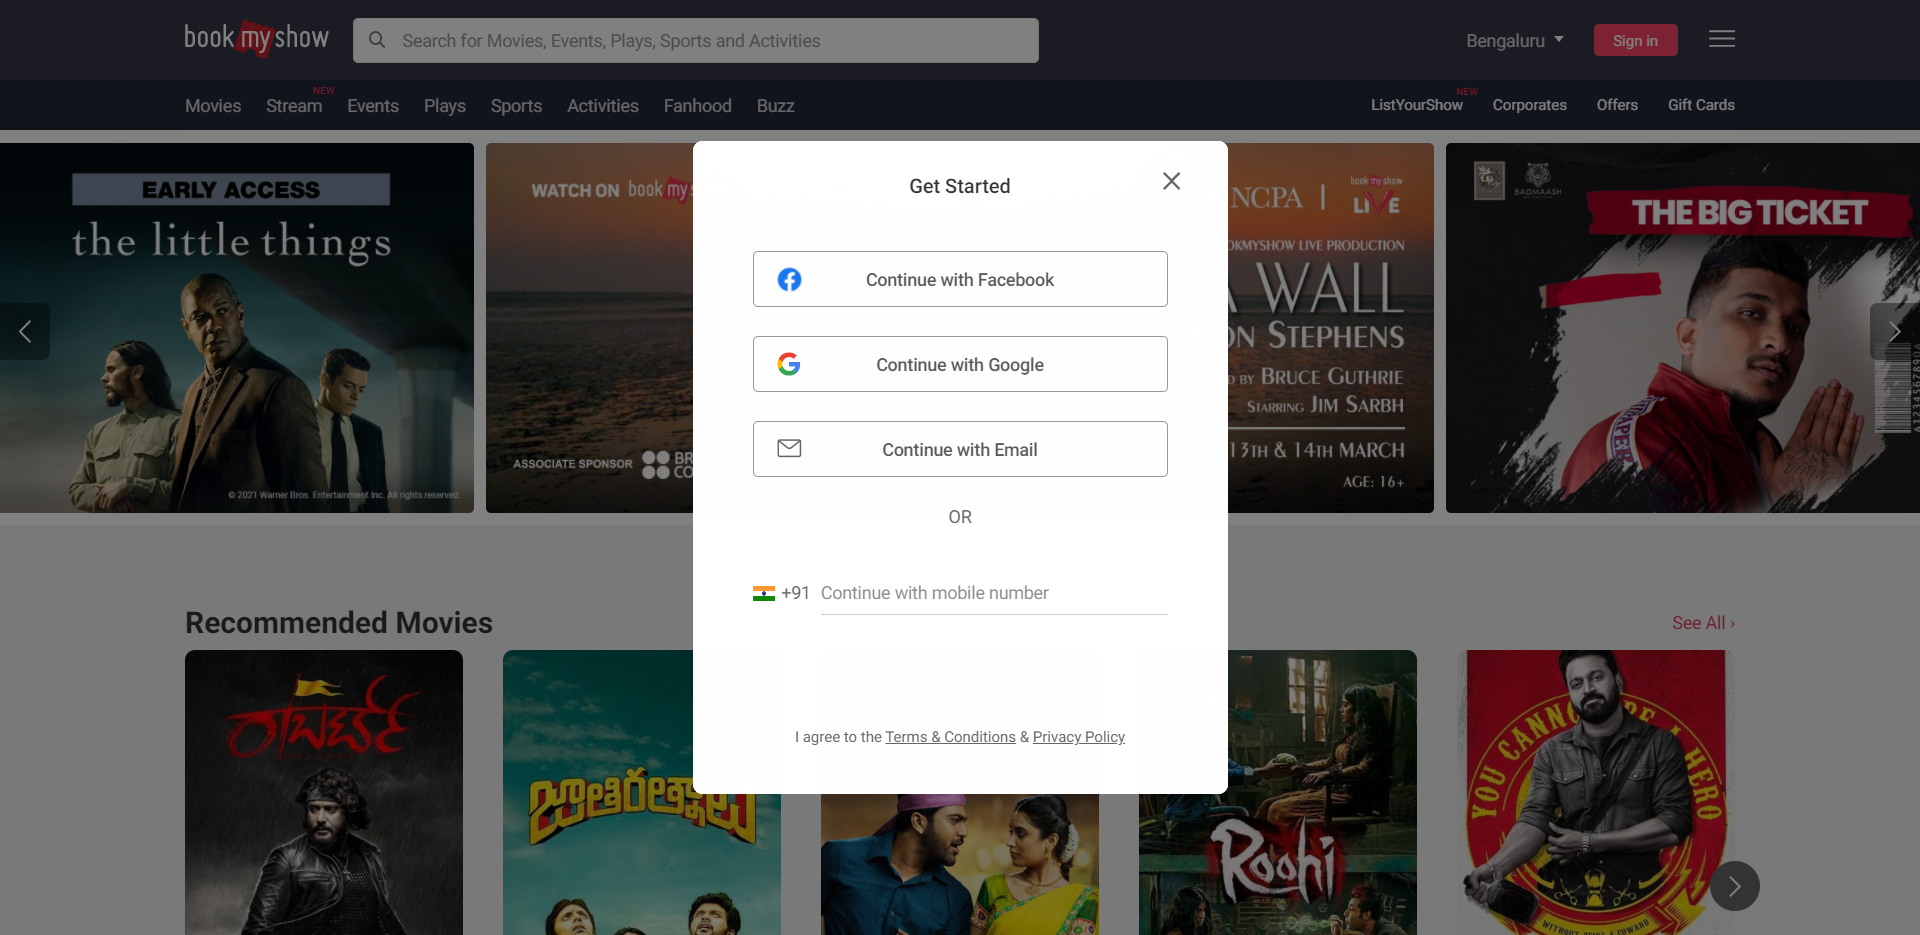 book my show
Search for Movies, Events, Plays, Sports and Activities
Bengaluru
Sign in
Movies
Stream
NEW
Events
Plays
Sports
Activities
Fanhood
Buzz
ListYourShow
NEW
Corporates
Offers
Gift Cards
EARLY ACCESS
the little things
© 2021 Warner Bros. Entertainment Inc. All rights reserved.
WATCH ON book my
ASSOCIATE SPONSOR
Get Started
Continue with Facebook
Continue with Google
Continue with Email
OR
+91 Continue with mobile number
I agree to the Terms & Conditions & Privacy Policy
NCPA | book my show LIVE
OKMYSHOW LIVE PRODUCTION
A WALL
ON STEPHENS
D BY BRUCE GUTHRIE
STARRING JIM SARBH
13TH & 14TH MARCH
AGE: 16+
BADMAASH
THE BIG TICKET
A1234567890A
Recommended Movies
See All ›
ರಾಬರ್ಟ್
జాతిరత్నాలు
Roohi
YOU CANNO BE A HERO
WITHOUT BEING A COWARD